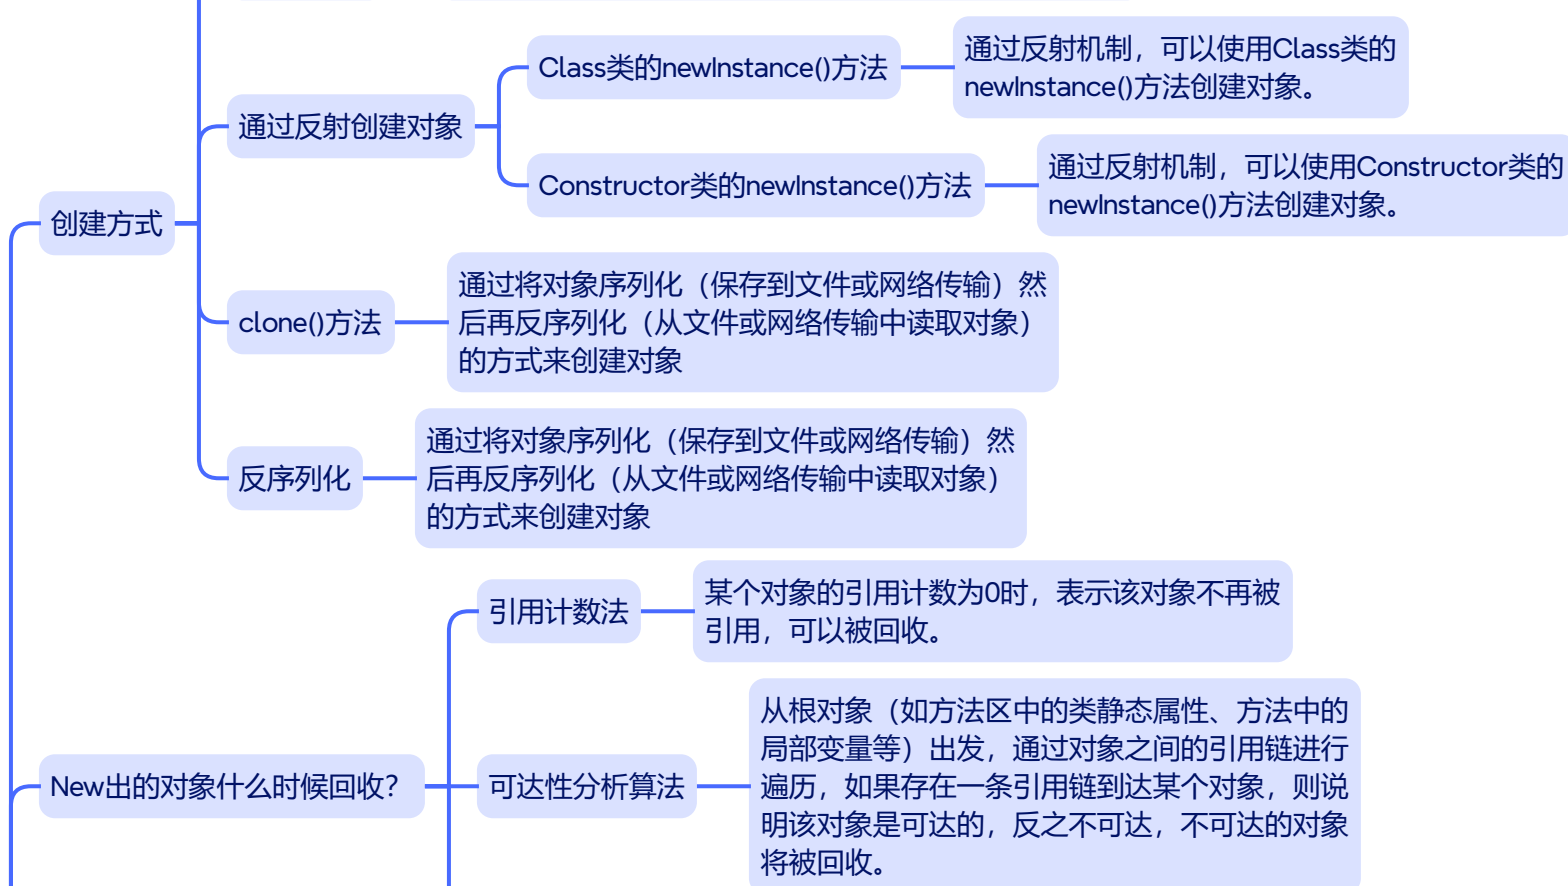 Class类的newInstance()方法
通过反射机制，可以使用Class类的
newInstance()方法创建对象。
通过反射创建对象
Constructor类的newInstance()方法
通过反射机制，可以使用Constructor类的
newInstance()方法创建对象。
创建方式
clone()方法
通过将对象序列化（保存到文件或网络传输）然
后再反序列化（从文件或网络传输中读取对象）
的方式来创建对象
反序列化
通过将对象序列化（保存到文件或网络传输）然
后再反序列化（从文件或网络传输中读取对象）
的方式来创建对象
引用计数法
某个对象的引用计数为0时，表示该对象不再被
引用，可以被回收。
New出的对象什么时候回收？
可达性分析算法
从根对象（如方法区中的类静态属性、方法中的
局部变量等）出发，通过对象之间的引用链进行
遍历，如果存在一条引用链到达某个对象，则说
明该对象是可达的，反之不可达，不可达的对象
将被回收。